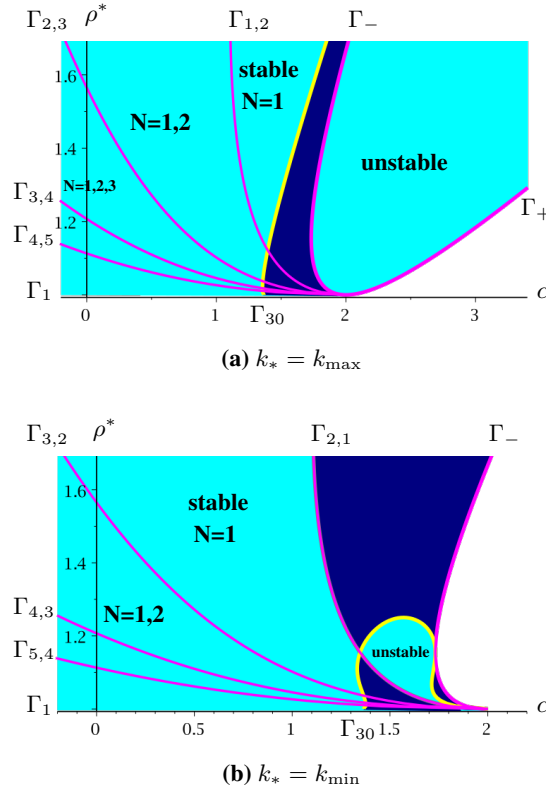 Γ2,3 ρ* Γ1,2 Γ−
1.6
stable
N=1
N=1,2
1.4
unstable
N=1,2,3
Γ3,4
Γ+
1.2
Γ4,5
Γ1
0 1 Γ30 2 3
(a) k* = kmax
Γ3,2 ρ* Γ2,1 Γ−
1.6
stable
N=1
1.4
Γ4,3
N=1,2
1.2
unstable
Γ5,4
Γ1
0 0.5 1 Γ30 1.5 2
(b) k* = kmin